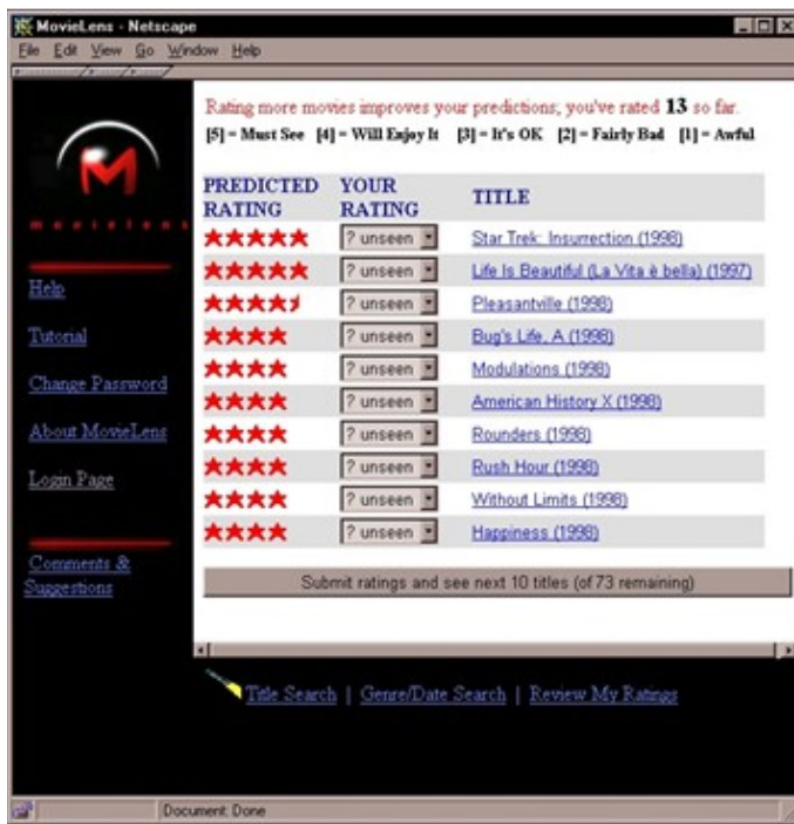 MovieLens - Netscape
File Edit View Go Window Help
M
movielens
Help
Tutorial
Change Password
About MovieLens
Login Page
Comments &
Suggestions
Rating more movies improves your predictions; you've rated 13 so far.
[5] = Must See [4] = Will Enjoy It [3] = It's OK [2] = Fairly Bad [1] = Awful
PREDICTED RATING YOUR RATING TITLE
? unseen Star Trek: Insurrection (1998)
? unseen Life Is Beautiful (La Vita è bella) (1997)
? unseen Pleasantville (1998)
? unseen Bug's Life, A (1998)
? unseen Modulations (1998)
? unseen American History X (1998)
? unseen Rounders (1998)
? unseen Rush Hour (1998)
? unseen Without Limits (1998)
? unseen Happiness (1998)
Submit ratings and see next 10 titles (of 73 remaining)
Title Search | Genre/Date Search | Review My Ratings
Document: Done